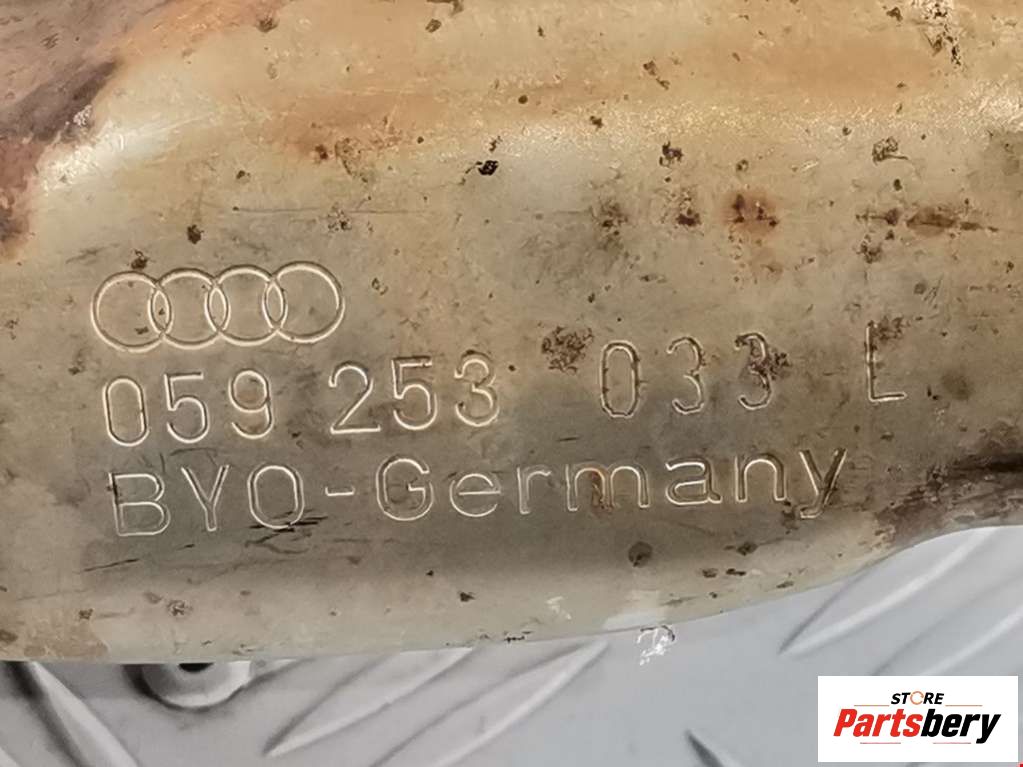 059 253 033 L
BYO-Germany
STORE
Partsbery